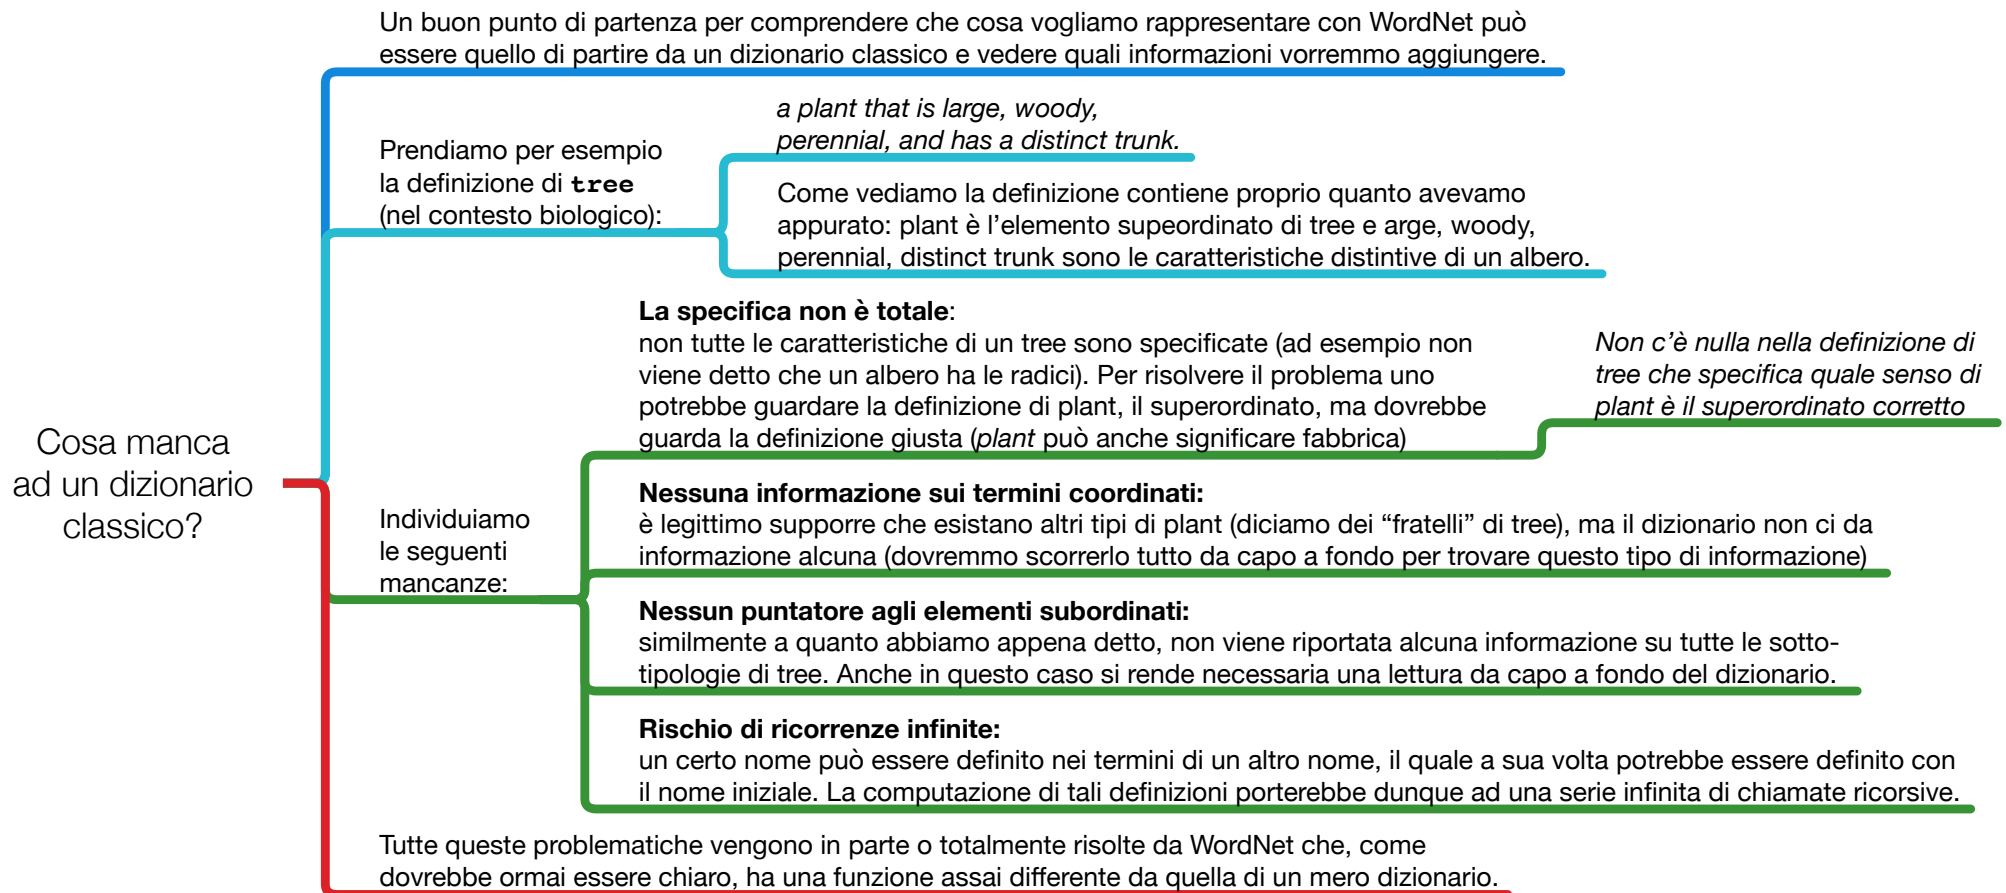 Un buon punto di partenza per comprendere che cosa vogliamo rappresentare con WordNet può
essere quello di partire da un dizionario classico e vedere quali informazioni vorremmo aggiungere.
a plant that is large, woody,
perennial, and has a distinct trunk.
Prendiamo per esempio
la definizione di tree
(nel contesto biologico):
Come vediamo la definizione contiene proprio quanto avevamo
appurato: plant è l’elemento supeordinato di tree e arge, woody,
perennial, distinct trunk sono le caratteristiche distintive di un albero.
La specifica non è totale:
non tutte le caratteristiche di un tree sono specificate (ad esempio non
viene detto che un albero ha le radici). Per risolvere il problema uno
potrebbe guardare la definizione di plant, il superordinato, ma dovrebbe
guarda la definizione giusta (plant può anche significare fabbrica)
Non c’è nulla nella definizione di
tree che specifica quale senso di
plant è il superordinato corretto
Cosa manca
ad un dizionario
classico?
Individuiamo
le seguenti
mancanze:
Nessuna informazione sui termini coordinati:
è legittimo supporre che esistano altri tipi di plant (diciamo dei “fratelli” di tree), ma il dizionario non ci da
informazione alcuna (dovremmo scorrerlo tutto da capo a fondo per trovare questo tipo di informazione)
Nessun puntatore agli elementi subordinati:
similmente a quanto abbiamo appena detto, non viene riportata alcuna informazione su tutte le sotto-
tipologie di tree. Anche in questo caso si rende necessaria una lettura da capo a fondo del dizionario.
Rischio di ricorrenze infinite:
un certo nome può essere definito nei termini di un altro nome, il quale a sua volta potrebbe essere definito con
il nome iniziale. La computazione di tali definizioni porterebbe dunque ad una serie infinita di chiamate ricorsive.
Tutte queste problematiche vengono in parte o totalmente risolte da WordNet che, come
dovrebbe ormai essere chiaro, ha una funzione assai differente da quella di un mero dizionario.